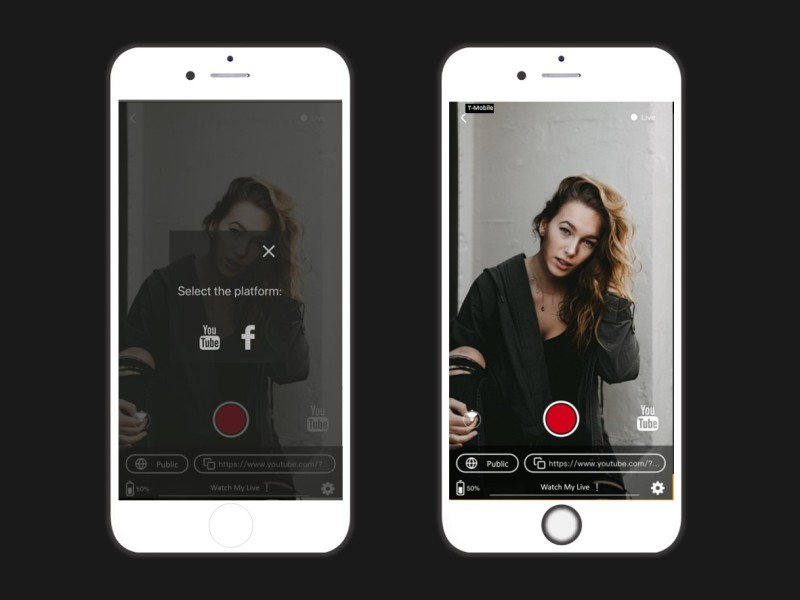 Live
Select the platform:
You
Tube
f
You
Tube
Public
https://www.youtube.com/?...
50%
Watch My Live
T-Mobile
Live
You
Tube
Public
https://www.youtube.com/?...
50%
Watch My Live